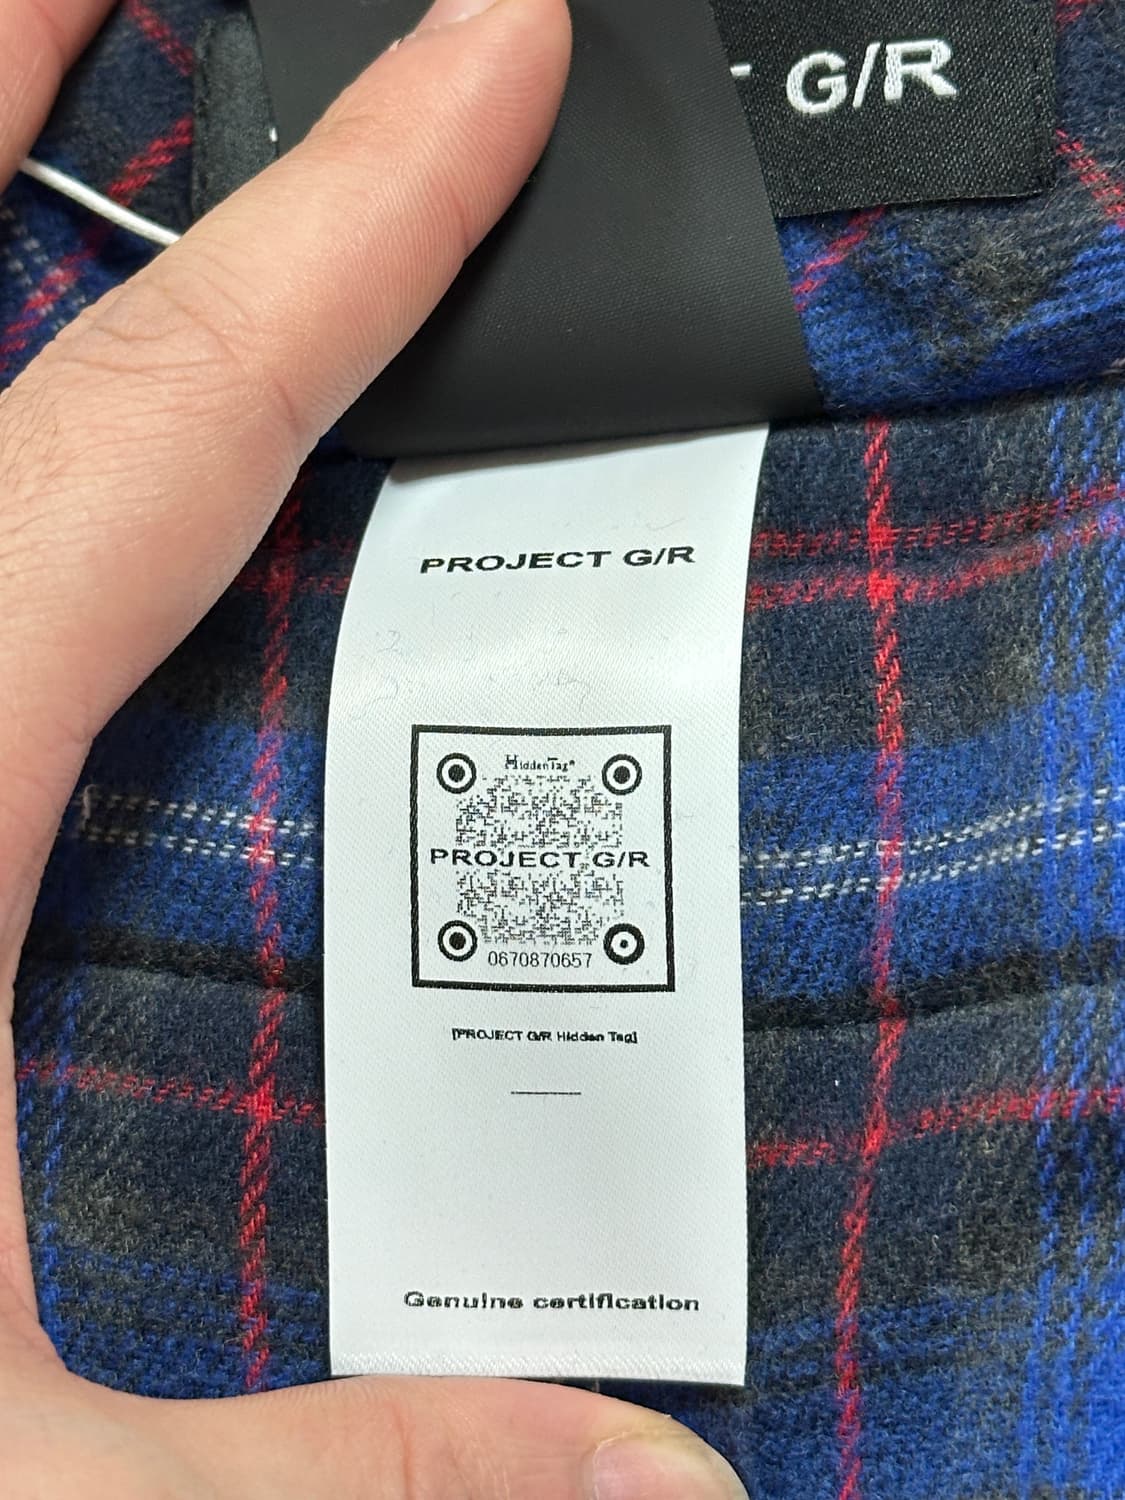 G/R
PROJECT G/R
HiddenTag®
PROJECT G/R
0670870657
[PROJECT G/R Hidden Tag]
Genuine certification